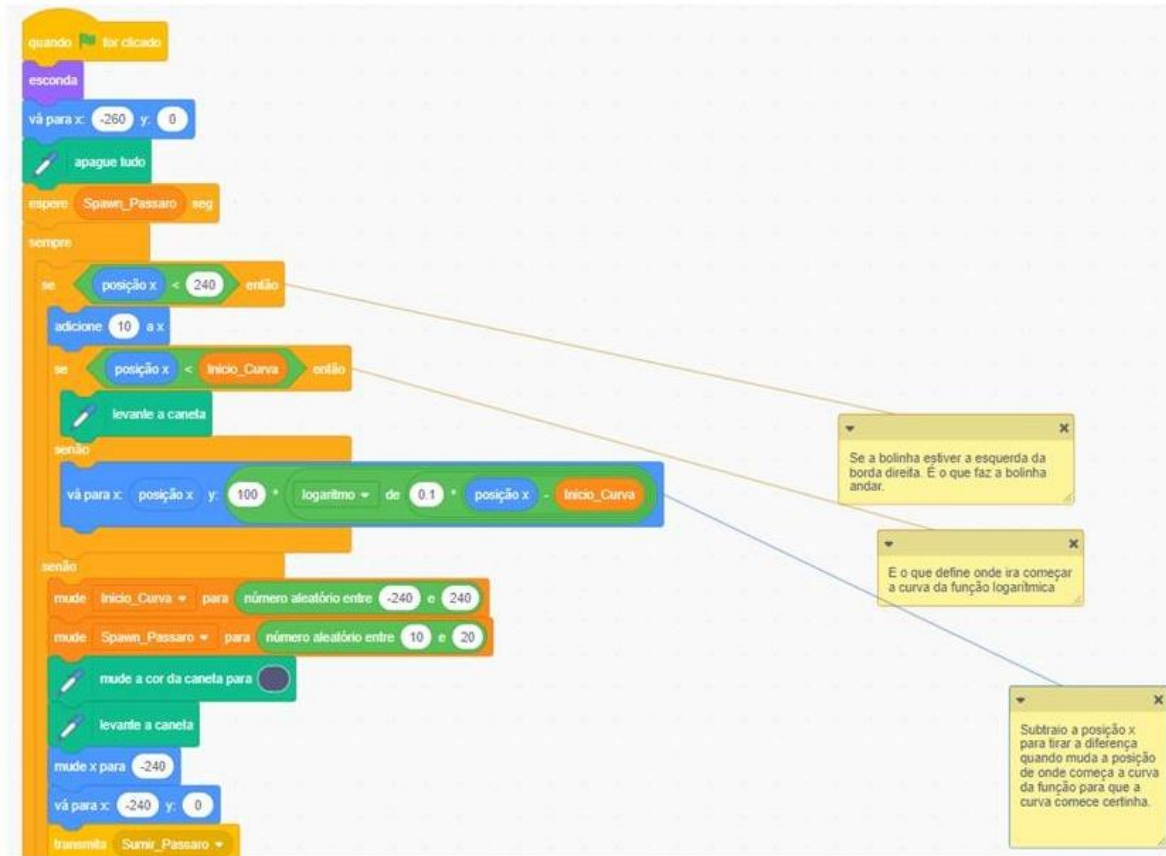 quando for clicado
esconda
vá para x: -260 y: 0
apague tudo
espere Spawn_Passaro seg
sempre
se posição x < 240 então
adicione 10 a x
se posição x < Inicio_Curva então
levante a caneta
senão
vá para x: posição x y: 100 * logaritmo de 0.1 * posição x - Inicio_Curva
senão
mude Inicio_Curva para número aleatório entre -240 e 240
mude Spawn_Passaro para número aleatório entre 10 e 20
mude a cor da caneta para
levante a caneta
mude x para -240
vá para x: -240 y: 0
transmita Sumir_Passaro
Se a bolinha estiver a esquerda da
borda direita. É o que faz a bolinha
andar.
E o que define onde ira começar
a curva da função logarítmica
Subtraio a posição x
para tirar a diferença
quando muda a posição
de onde começa a curva
da função para que a
curva comece certinha.